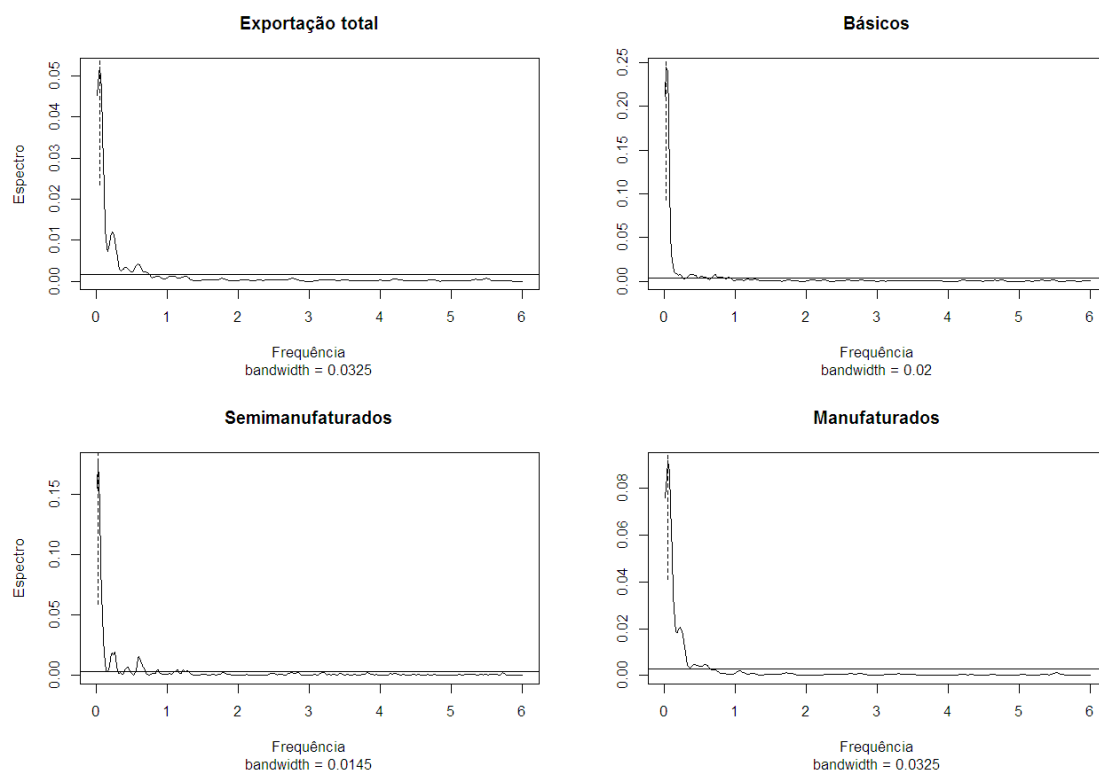 Exportação total
Espectro
0.00 0.01 0.02 0.03 0.04 0.05
0 1 2 3 4 5 6
Frequência
bandwidth = 0.0325
Básicos
0.00 0.05 0.10 0.15 0.20 0.25
0 1 2 3 4 5 6
Frequência
bandwidth = 0.02
Semimanufaturados
Espectro
0.00 0.05 0.10 0.15
0 1 2 3 4 5 6
Frequência
bandwidth = 0.0145
Manufaturados
0.00 0.02 0.04 0.06 0.08
0 1 2 3 4 5 6
Frequência
bandwidth = 0.0325